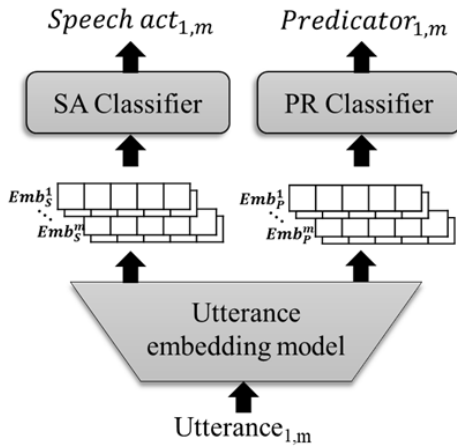 Speech act1,m Predicator1,m
SA Classifier PR Classifier
Emb1S Emb1P
EmbmS EmbmP
Utterance
embedding model
Utterance1,m